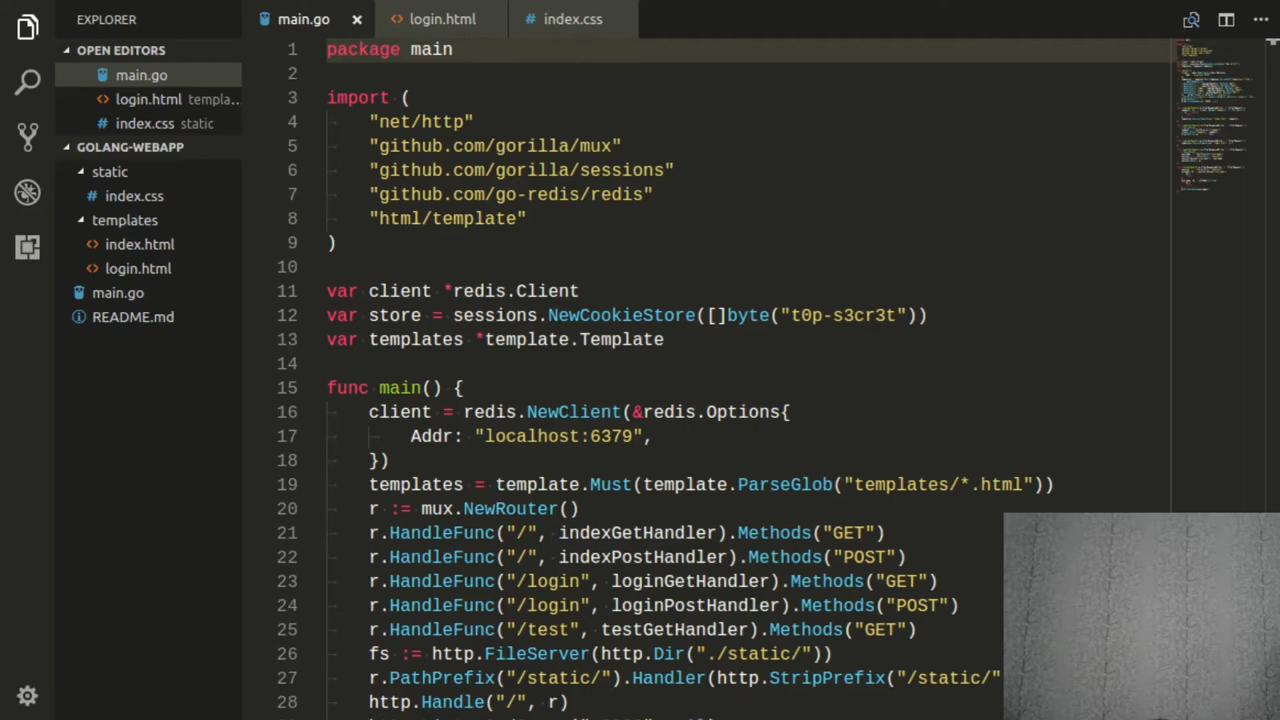 EXPLORER
OPEN EDITORS
main.go
login.html templa...
index.css static
GOLANG-WEBAPP
static
index.css
templates
index.html
login.html
main.go
README.md
main.go
login.html
index.css
1 package main
2
3 import (
4 "net/http"
5 "github.com/gorilla/mux"
6 "github.com/gorilla/sessions"
7 "github.com/go-redis/redis"
8 "html/template"
9 )
10
11 var client *redis.Client
12 var store = sessions.NewCookieStore([]byte("t0p-s3cr3t"))
13 var templates *template.Template
14
15 func main() {
16 client = redis.NewClient(&redis.Options{
17 Addr: "localhost:6379",
18 })
19 templates = template.Must(template.ParseGlob("templates/*.html"))
20 r := mux.NewRouter()
21 r.HandleFunc("/", indexGetHandler).Methods("GET")
22 r.HandleFunc("/", indexPostHandler).Methods("POST")
23 r.HandleFunc("/login", loginGetHandler).Methods("GET")
24 r.HandleFunc("/login", loginPostHandler).Methods("POST")
25 r.HandleFunc("/test", testGetHandler).Methods("GET")
26 fs := http.FileServer(http.Dir("./static/"))
27 r.PathPrefix("/static/").Handler(http.StripPrefix("/static/"
28 http.Handle("/", r)